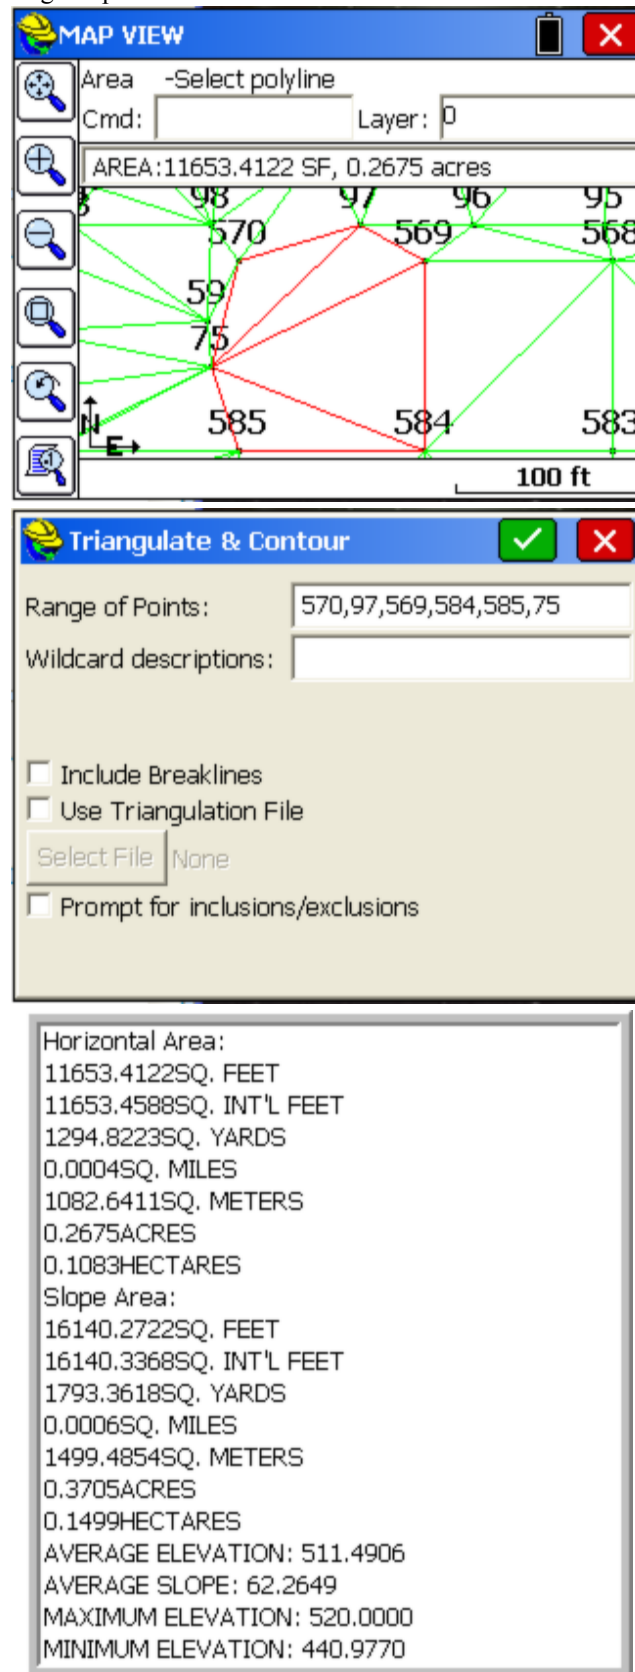 MAP VIEW
Area -Select polyline
Cmd: Layer: 0
AREA:11653.4122 SF, 0.2675 acres
98 97 96 95
570 569 568
59
75
585 584 583
N
E
100 ft
Triangulate & Contour
Range of Points: 570,97,569,584,585,75
Wildcard descriptions:
Include Breaklines
Use Triangulation File
Select File None
Prompt for inclusions/exclusions
Horizontal Area:
11653.4122SQ. FEET
11653.4588SQ. INT'L FEET
1294.8223SQ. YARDS
0.0004SQ. MILES
1082.6411SQ. METERS
0.2675ACRES
0.1083HECTARES
Slope Area:
16140.2722SQ. FEET
16140.3368SQ. INT'L FEET
1793.3618SQ. YARDS
0.0006SQ. MILES
1499.4854SQ. METERS
0.3705ACRES
0.1499HECTARES
AVERAGE ELEVATION: 511.4906
AVERAGE SLOPE: 62.2649
MAXIMUM ELEVATION: 520.0000
MINIMUM ELEVATION: 440.9770